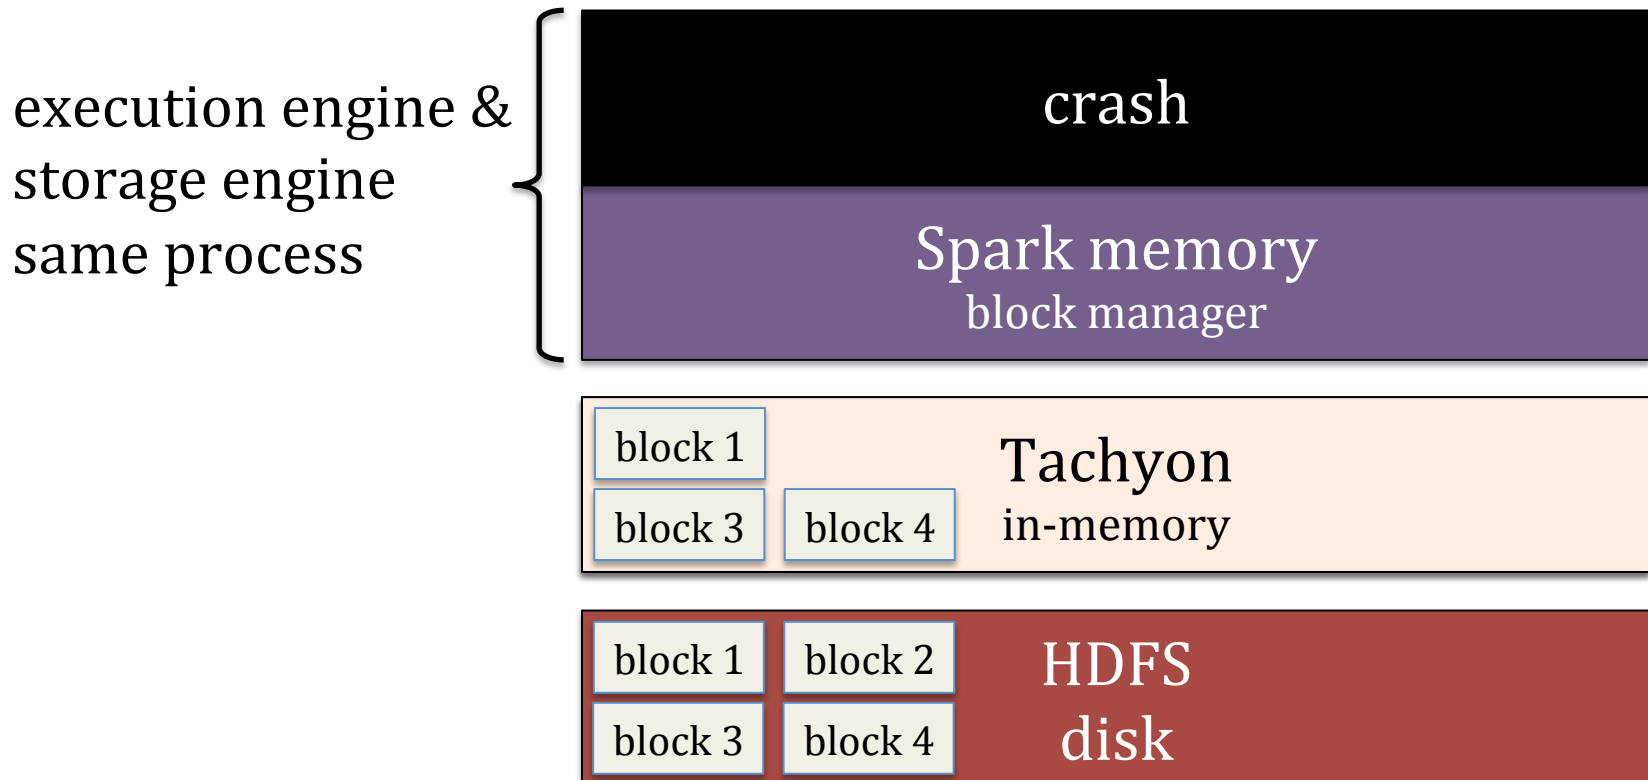 execution engine &
storage engine
same process
crash
Spark memory
block manager
block 1
block 3 block 4
Tachyon
in-memory
block 1 block 2
block 3 block 4
HDFS
disk